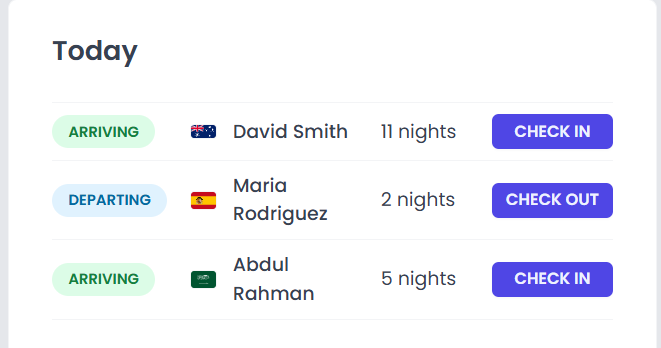 Today
ARRIVING David Smith 11 nights CHECK IN
DEPARTING Maria Rodriguez 2 nights CHECK OUT
ARRIVING Abdul Rahman 5 nights CHECK IN